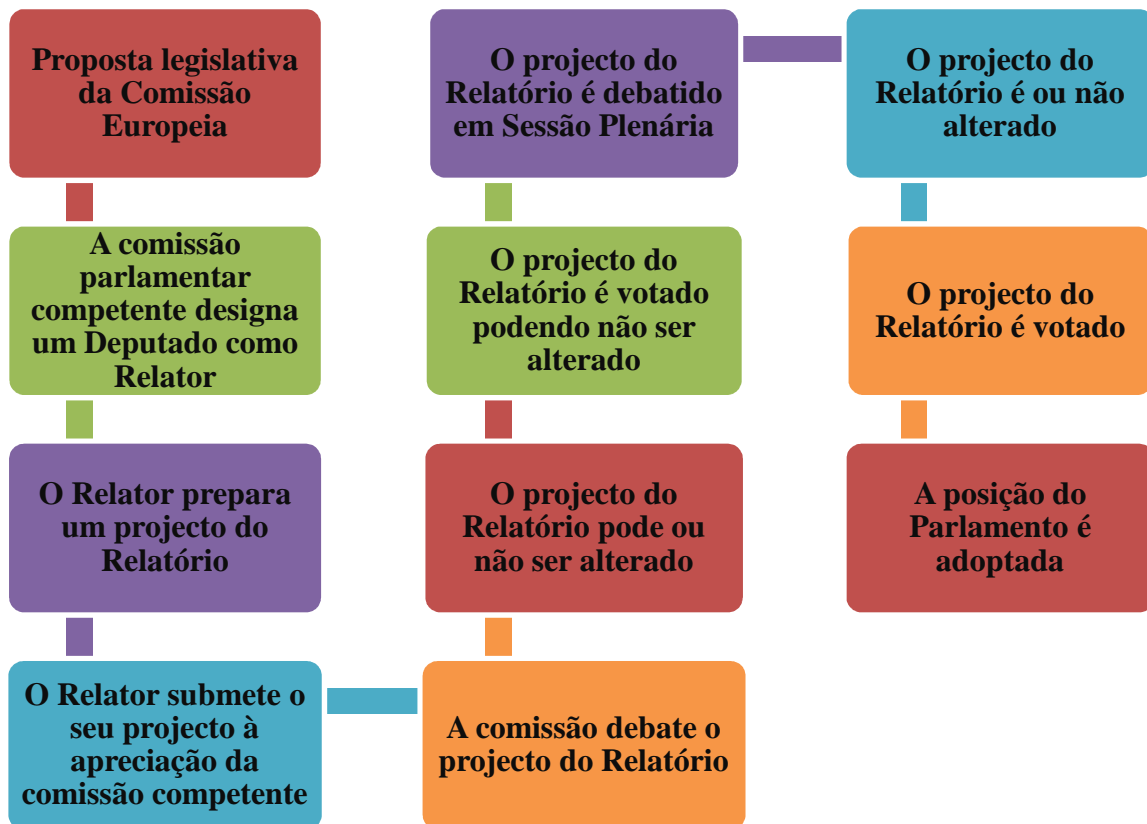 Proposta legislativa
da Comissão
Europeia
A comissão
parlamentar
competente designa
um Deputado como
Relator
O Relator prepara
um projecto do
Relatório
O Relator submete o
seu projecto à
apreciação da
comissão competente
A comissão debate o
projecto do Relatório
O projecto do
Relatório pode ou
não ser alterado
O projecto do
Relatório é votado
podendo não ser
alterado
O projecto do
Relatório é debatido
em Sessão Plenária
O projecto do
Relatório é ou não
alterado
O projecto do
Relatório é votado
A posição do
Parlamento é
adoptada